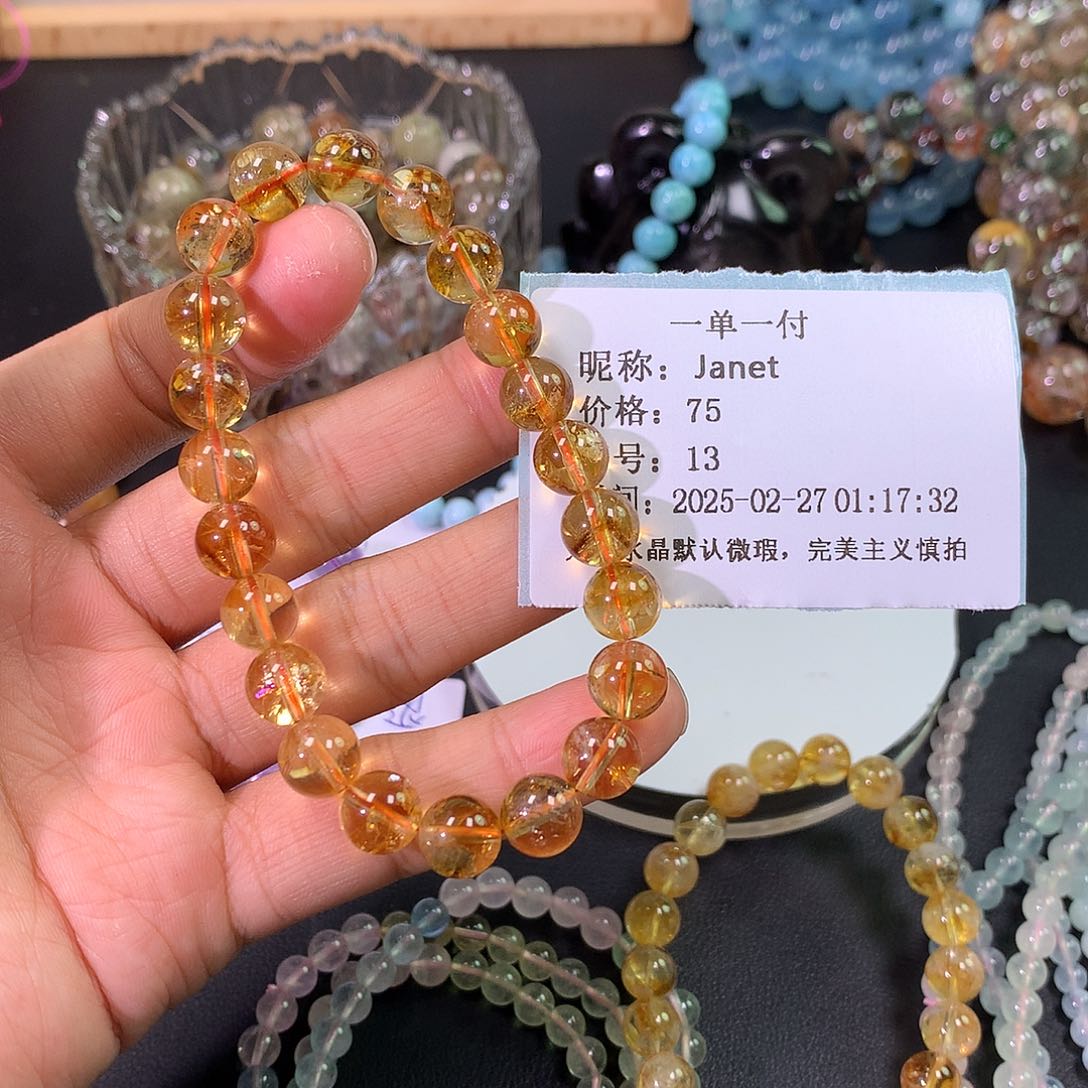 一单一付
昵称：Janet
价格：75
号：13
间：2025-02-27 01:17:32
水晶默认微瑕，完美主义慎拍